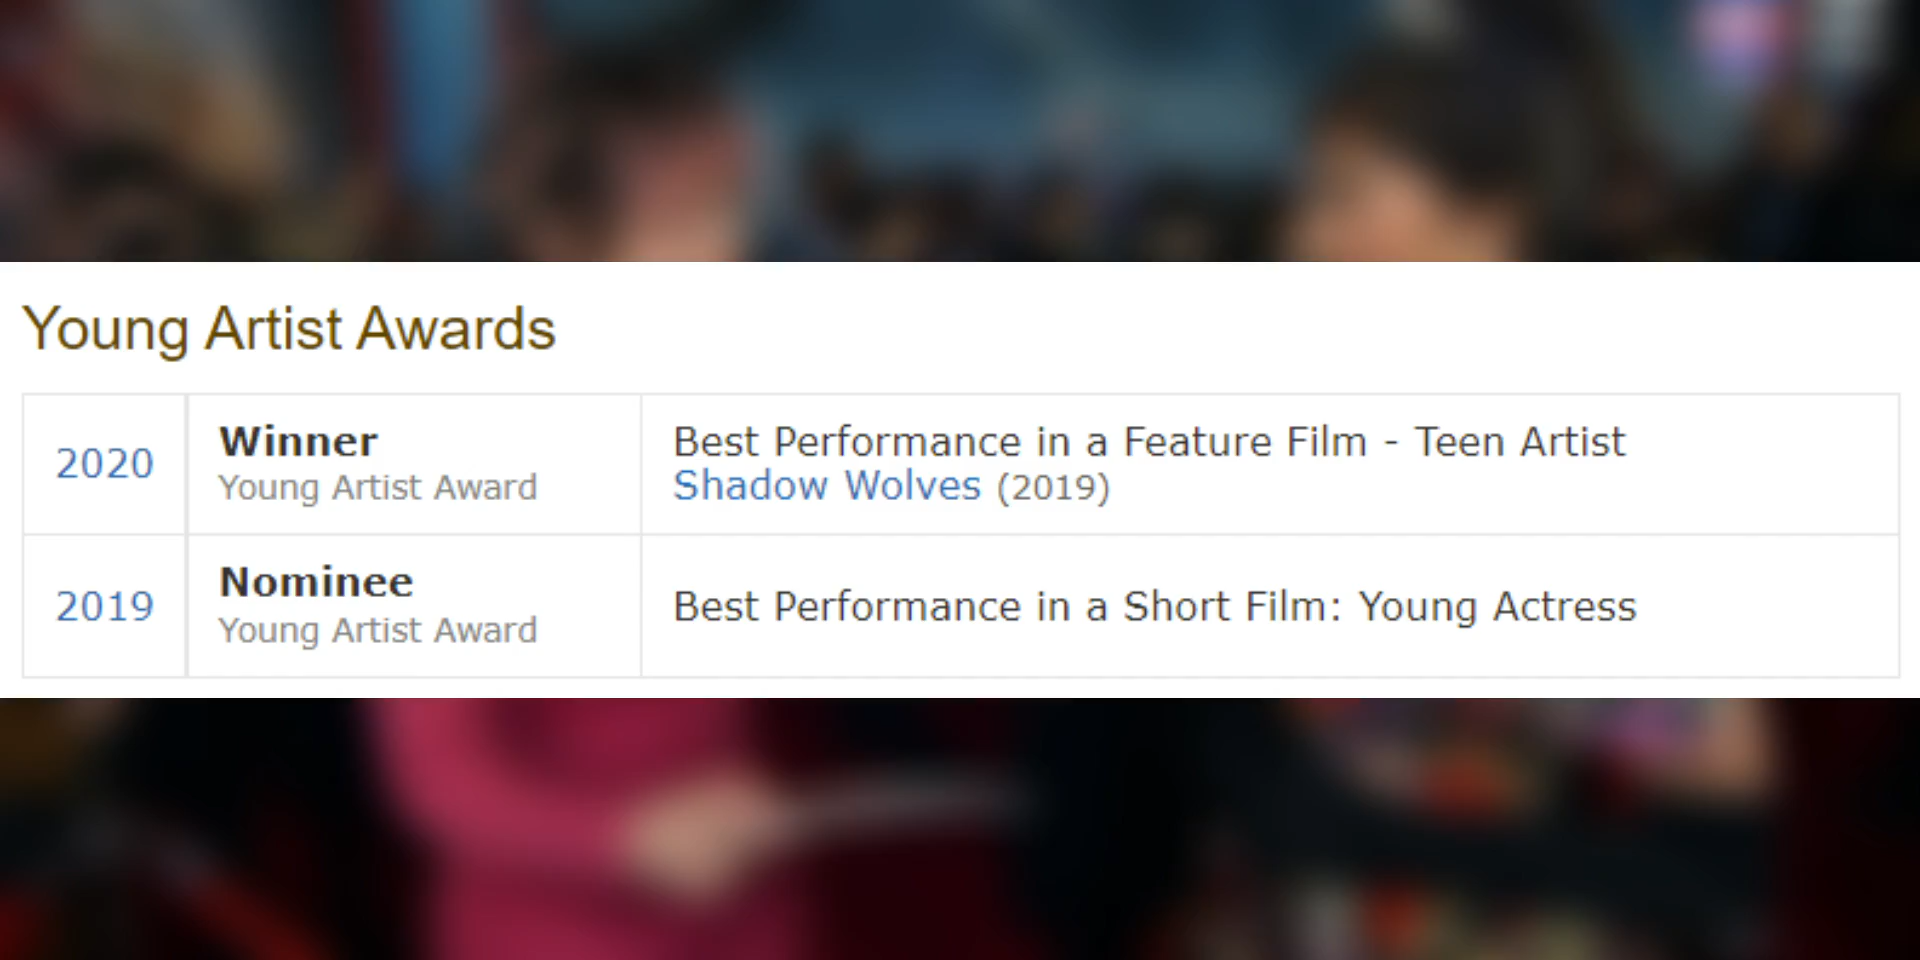 Young Artist Awards
2020
Winner
Young Artist Award
Best Performance in a Feature Film - Teen Artist
Shadow Wolves (2019)
2019
Nominee
Young Artist Award
Best Performance in a Short Film: Young Actress